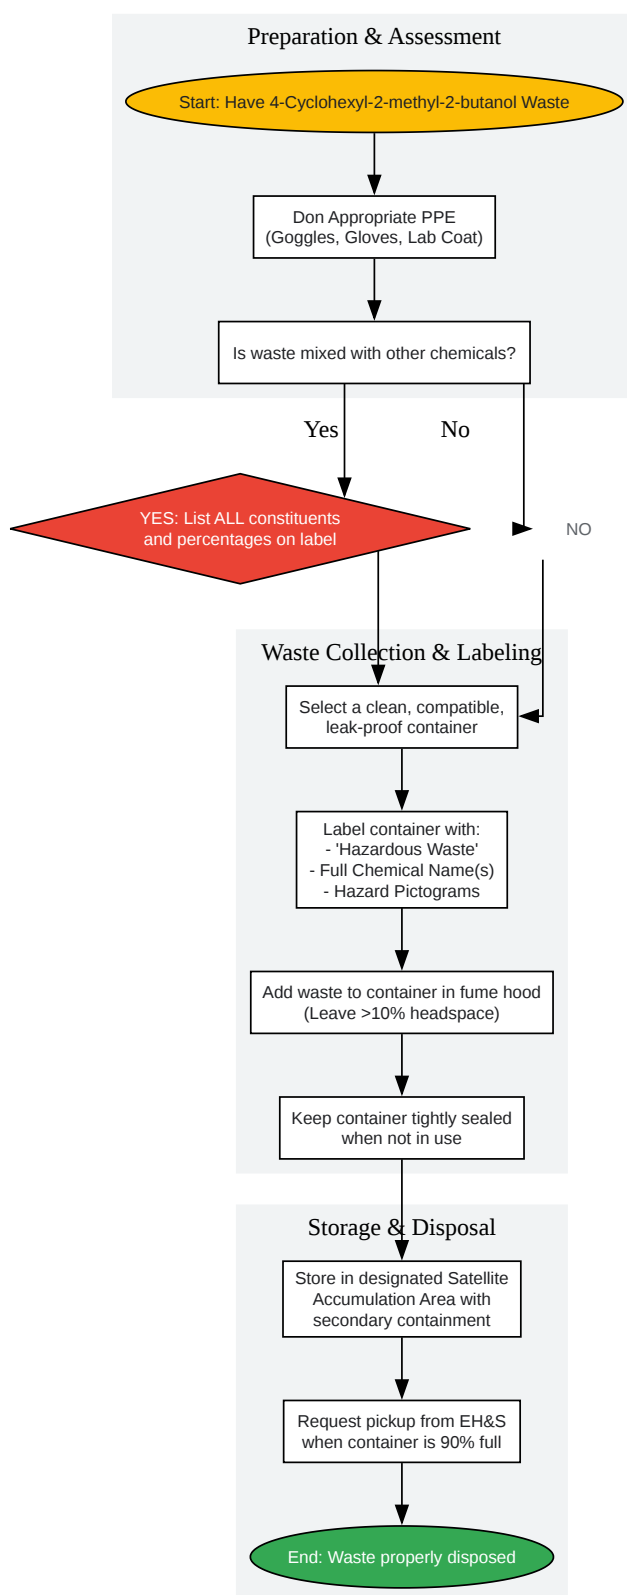 Preparation & Assessment
Start: Have 4-Cyclohexyl-2-methyl-2-butanol Waste
Don Appropriate PPE
(Goggles, Gloves, Lab Coat)
Is waste mixed with other chemicals?
Yes
No
YES: List ALL constituents
and percentages on label
NO
Waste Collection & Labeling
Select a clean, compatible,
leak-proof container
Label container with:
- 'Hazardous Waste'
- Full Chemical Name(s)
- Hazard Pictograms
Add waste to container in fume hood
(Leave >10% headspace)
Keep container tightly sealed
when not in use
Storage & Disposal
Store in designated Satellite
Accumulation Area with
secondary containment
Request pickup from EH&S
when container is 90% full
End: Waste properly disposed